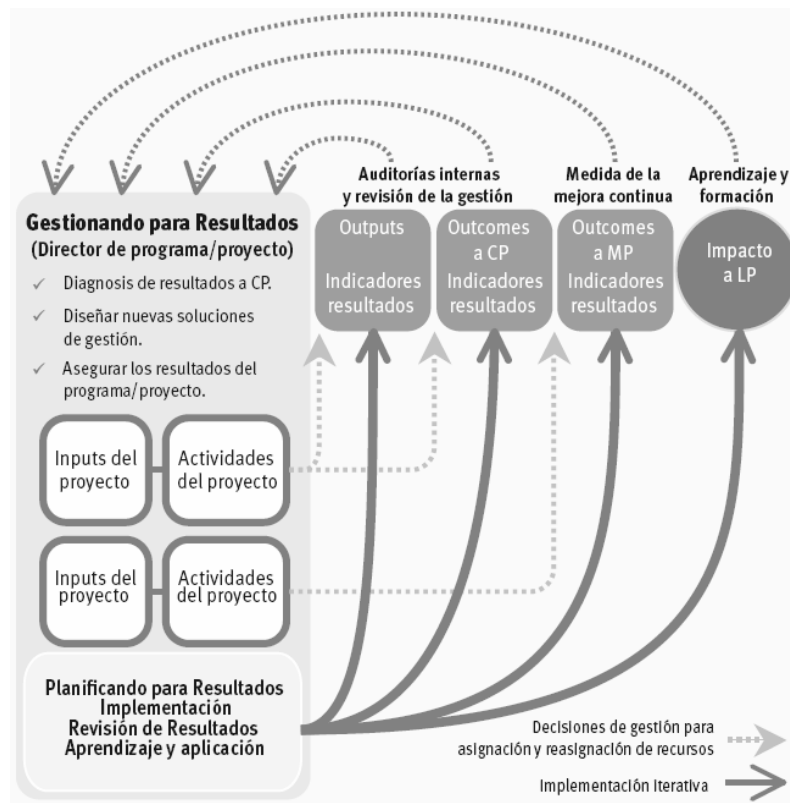 Auditorías internas
y revisión de la gestión
Medida de la
mejora continua
Aprendizaje y
formación
Gestionando para Resultados
(Director de programa/proyecto)
✓ Diagnosis de resultados a CP.
✓ Diseñar nuevas soluciones
de gestión.
✓ Asegurar los resultados del
programa/proyecto.
Outputs
Indicadores
resultados
Outcomes
a CP
Indicadores
resultados
Outcomes
a MP
Indicadores
resultados
Impacto
a LP
Inputs del
proyecto
Actividades
del proyecto
Inputs del
proyecto
Actividades
del proyecto
Planificando para Resultados
Implementación
Revisión de Resultados
Aprendizaje y aplicación
Decisiones de gestión para
asignación y reasignación de recursos
Implementación iterativa